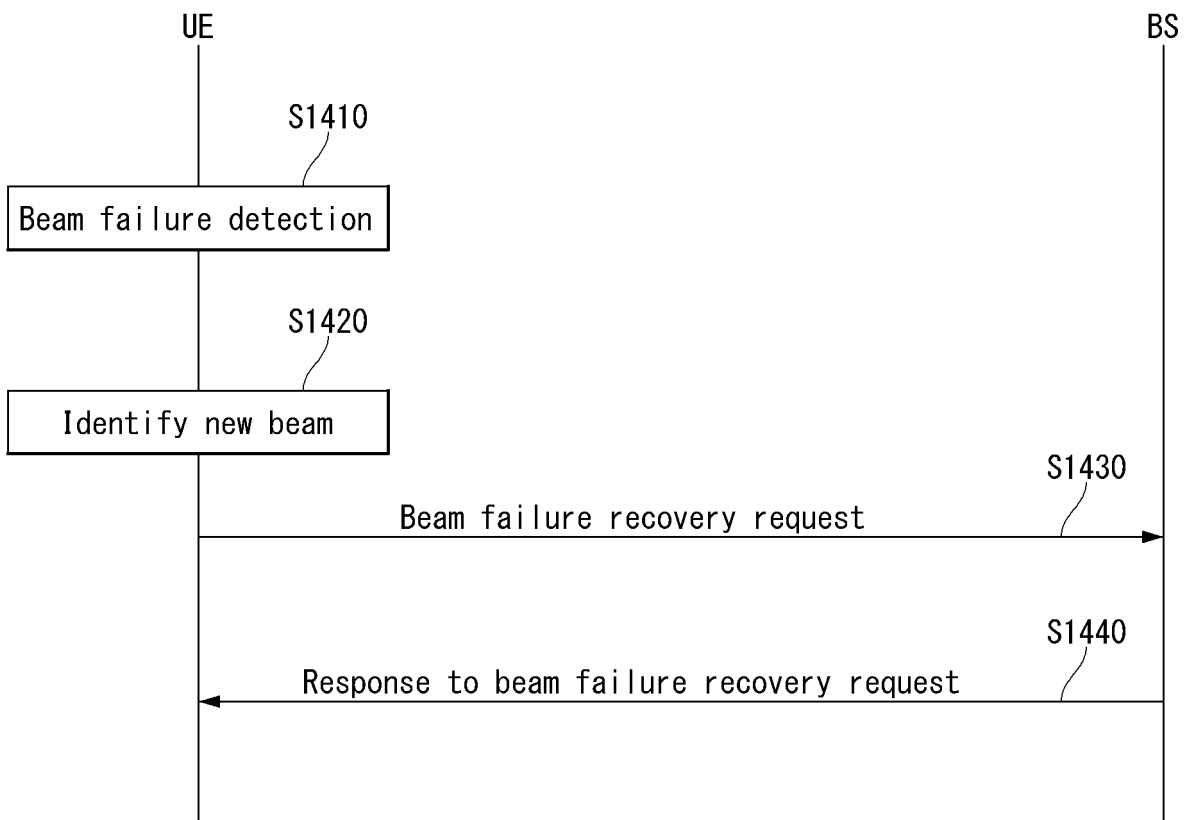 UE
BS
S1410
Beam failure detection
S1420
Identify new beam
S1430
Beam failure recovery request
S1440
Response to beam failure recovery request